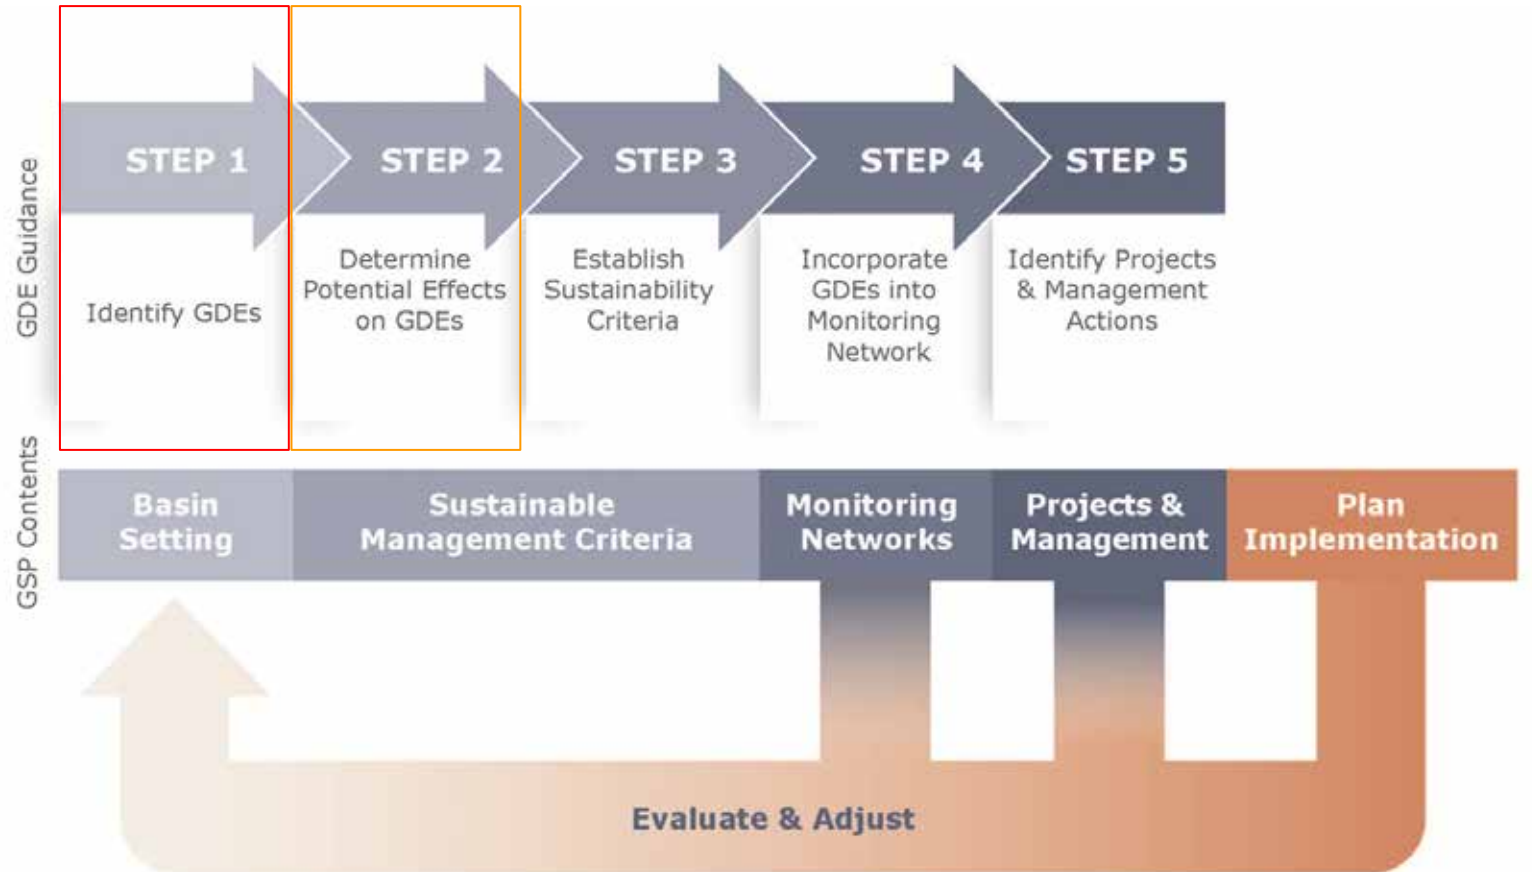 GDE Guidance
STEP 1
STEP 2
STEP 3
STEP 4
STEP 5
Identify GDEs
Determine
Potential Effects
on GDEs
Establish
Sustainability
Criteria
Incorporate
GDEs into
Monitoring
Network
Identify Projects
& Management
Actions
GSP Contents
Basin
Setting
Sustainable
Management Criteria
Monitoring
Networks
Projects &
Management
Plan
Implementation
Evaluate & Adjust